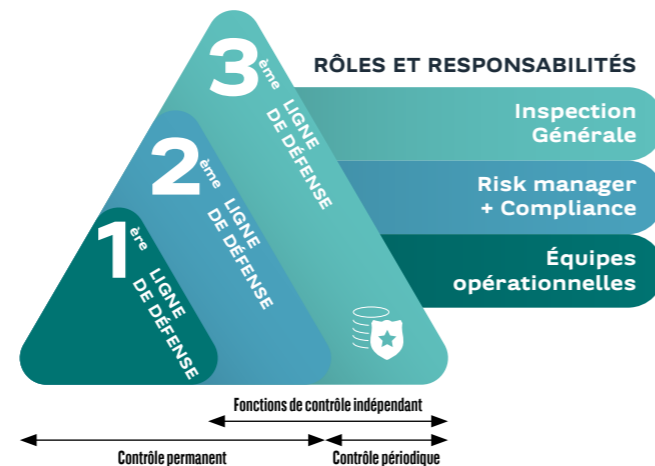 3ème LIGNE
DE DÉFENSE
2ème LIGNE
DE DÉFENSE
1ère LIGNE
DE DÉFENSE
RÔLES ET RESPONSABILITÉS
Inspection
Générale
Risk manager
+ Compliance
Équipes
opérationnelles
Fonctions de contrôle indépendant
Contrôle permanent
Contrôle périodique